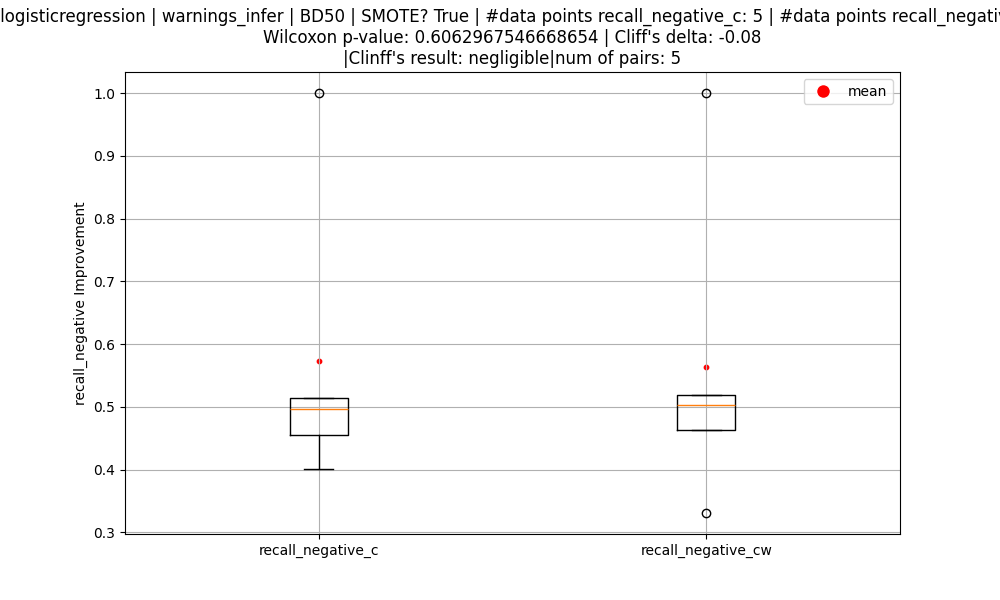 logisticregression | warnings_infer | BD50 | SMOTE? True | #data points recall_negative_c: 5 | #data points
Wilcoxon p-value: 0.6062967546668654 | Cliff's delta: -0.08
|Clinff's result: negligible|num of pairs: 5
mean
1.0
0.9
0.8
0.7
0.6
0.5
0.4
0.3
recall_negative Improvement
recall_negative_c
recall_negative_cw